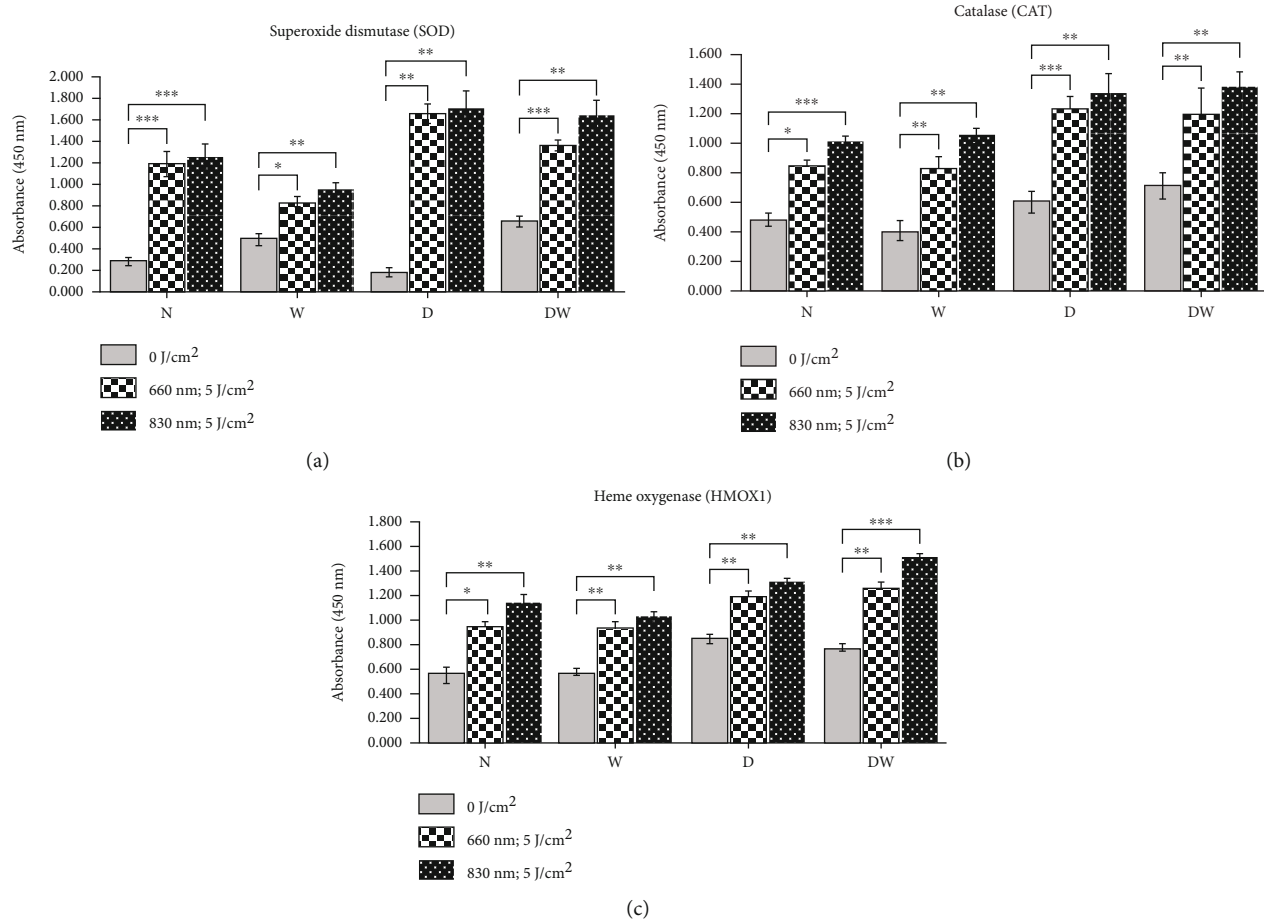 Superoxide dismutase (SOD)
Absorbance (450 nm)
2.000
1.800
1.600
1.400
1.200
1.000
0.800
0.600
0.400
0.200
0.000
***
***
*
**
**
**
***
**
N W D DW
0 J/cm2
660 nm; 5 J/cm2
830 nm; 5 J/cm2
(a)
Catalase (CAT)
Absorbance (450 nm)
1.600
1.400
1.200
1.000
0.800
0.600
0.400
0.200
0.000
*
***
**
**
***
**
**
**
N W D DW
0 J/cm2
660 nm; 5 J/cm2
830 nm; 5 J/cm2
(b)
Heme oxygenase (HMOX1)
Absorbance (450 nm)
1.800
1.600
1.400
1.200
1.000
0.800
0.600
0.400
0.200
0.000
*
**
**
**
**
**
**
***
N W D DW
0 J/cm2
660 nm; 5 J/cm2
830 nm; 5 J/cm2
(c)